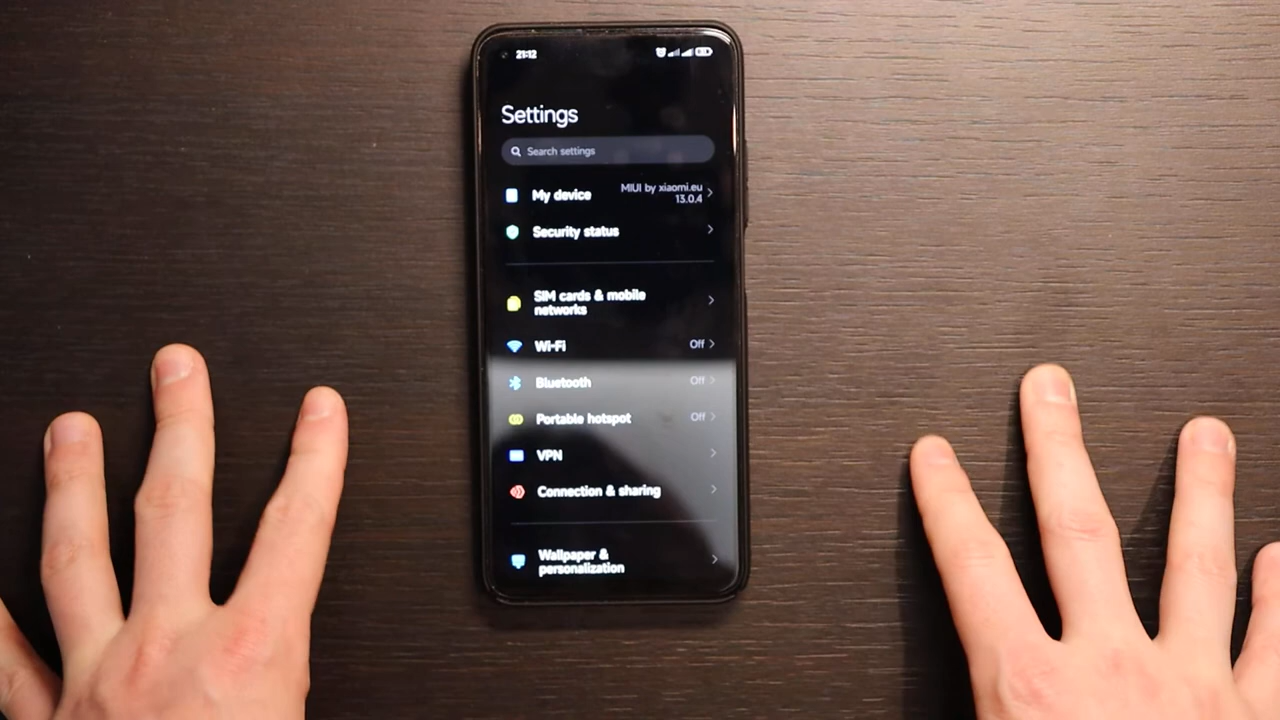 21:12
Settings
Search settings
My device
MIUI by xiaomi.eu
13.0.4
Security status
SIM cards & mobile
networks
Wi-Fi
Off
Bluetooth
Off
Portable hotspot
Off
VPN
Connection & sharing
Wallpaper &
personalization